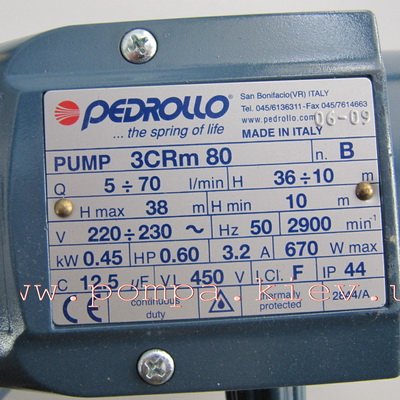 PEDROLLO®
... the spring of life
San Bonifacio(VR) ITALY
Tel. 045/6136311-Fax 045/7614663
www.pedrollo.com
06-09
MADE IN ITALY
PUMP 3CRm 80 n. B
Q 5÷70 l/min H 36÷10 m
H max 38 m H min 10 m
V 220÷230 ~ Hz 50 2900 min-1
kW 0.45 HP 0.60 3.2 A 670 W max
C 12.5 µF VL 450 V I.Cl. F IP 44
CE continuous duty thermally protected 2844/A
www.pompa.kiev.u